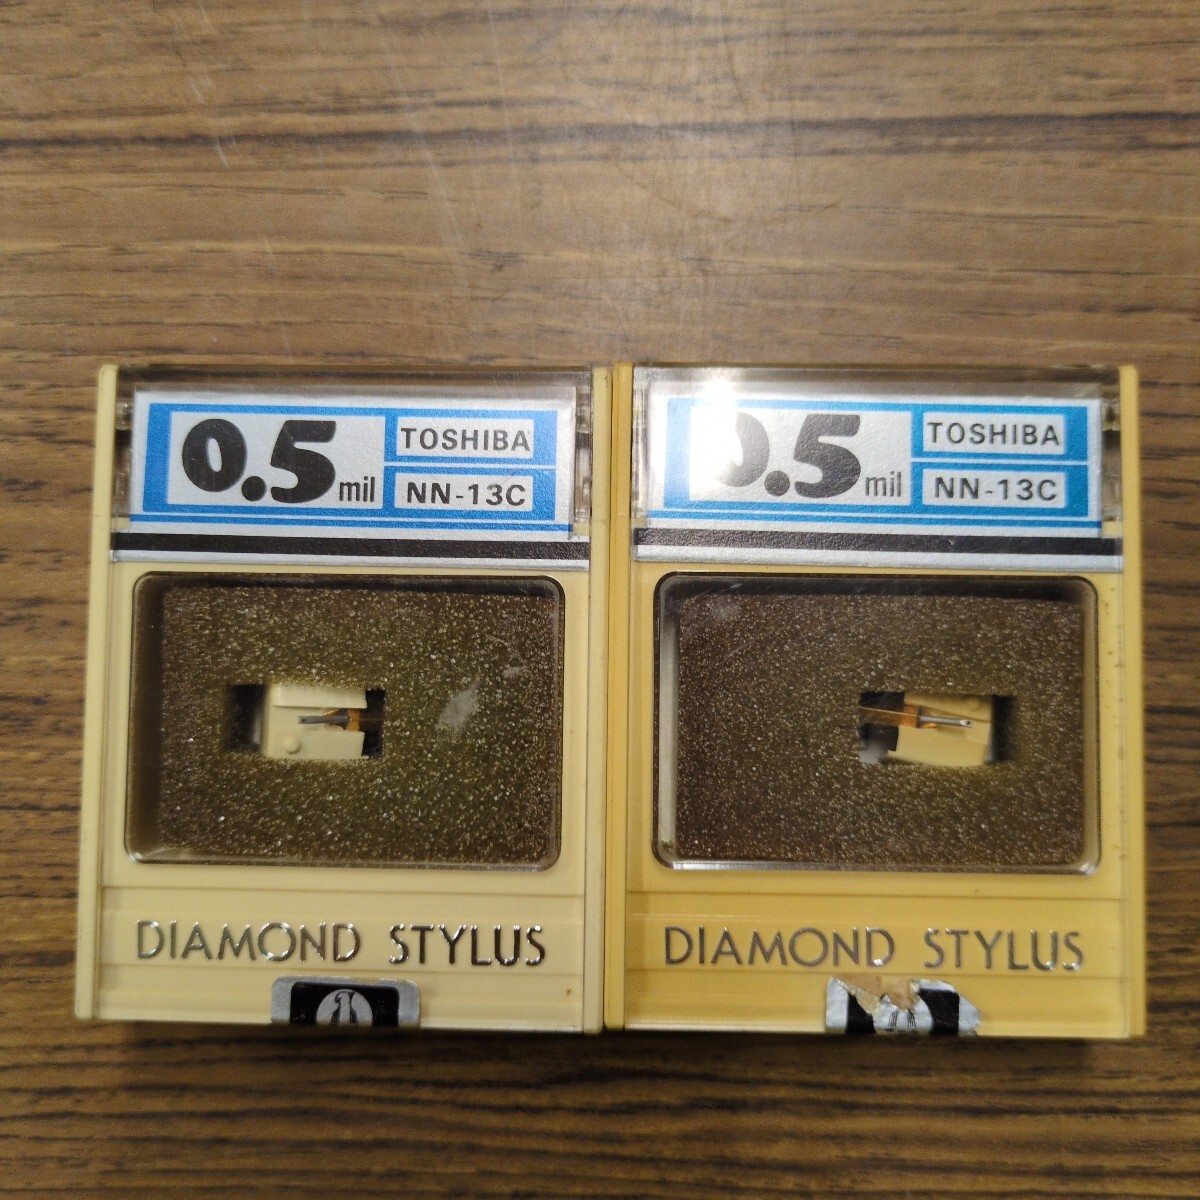 0.5 mil
TOSHIBA
NN-13C
DIAMOND STYLUS
0.5 mil
TOSHIBA
NN-13C
DIAMOND STYLUS